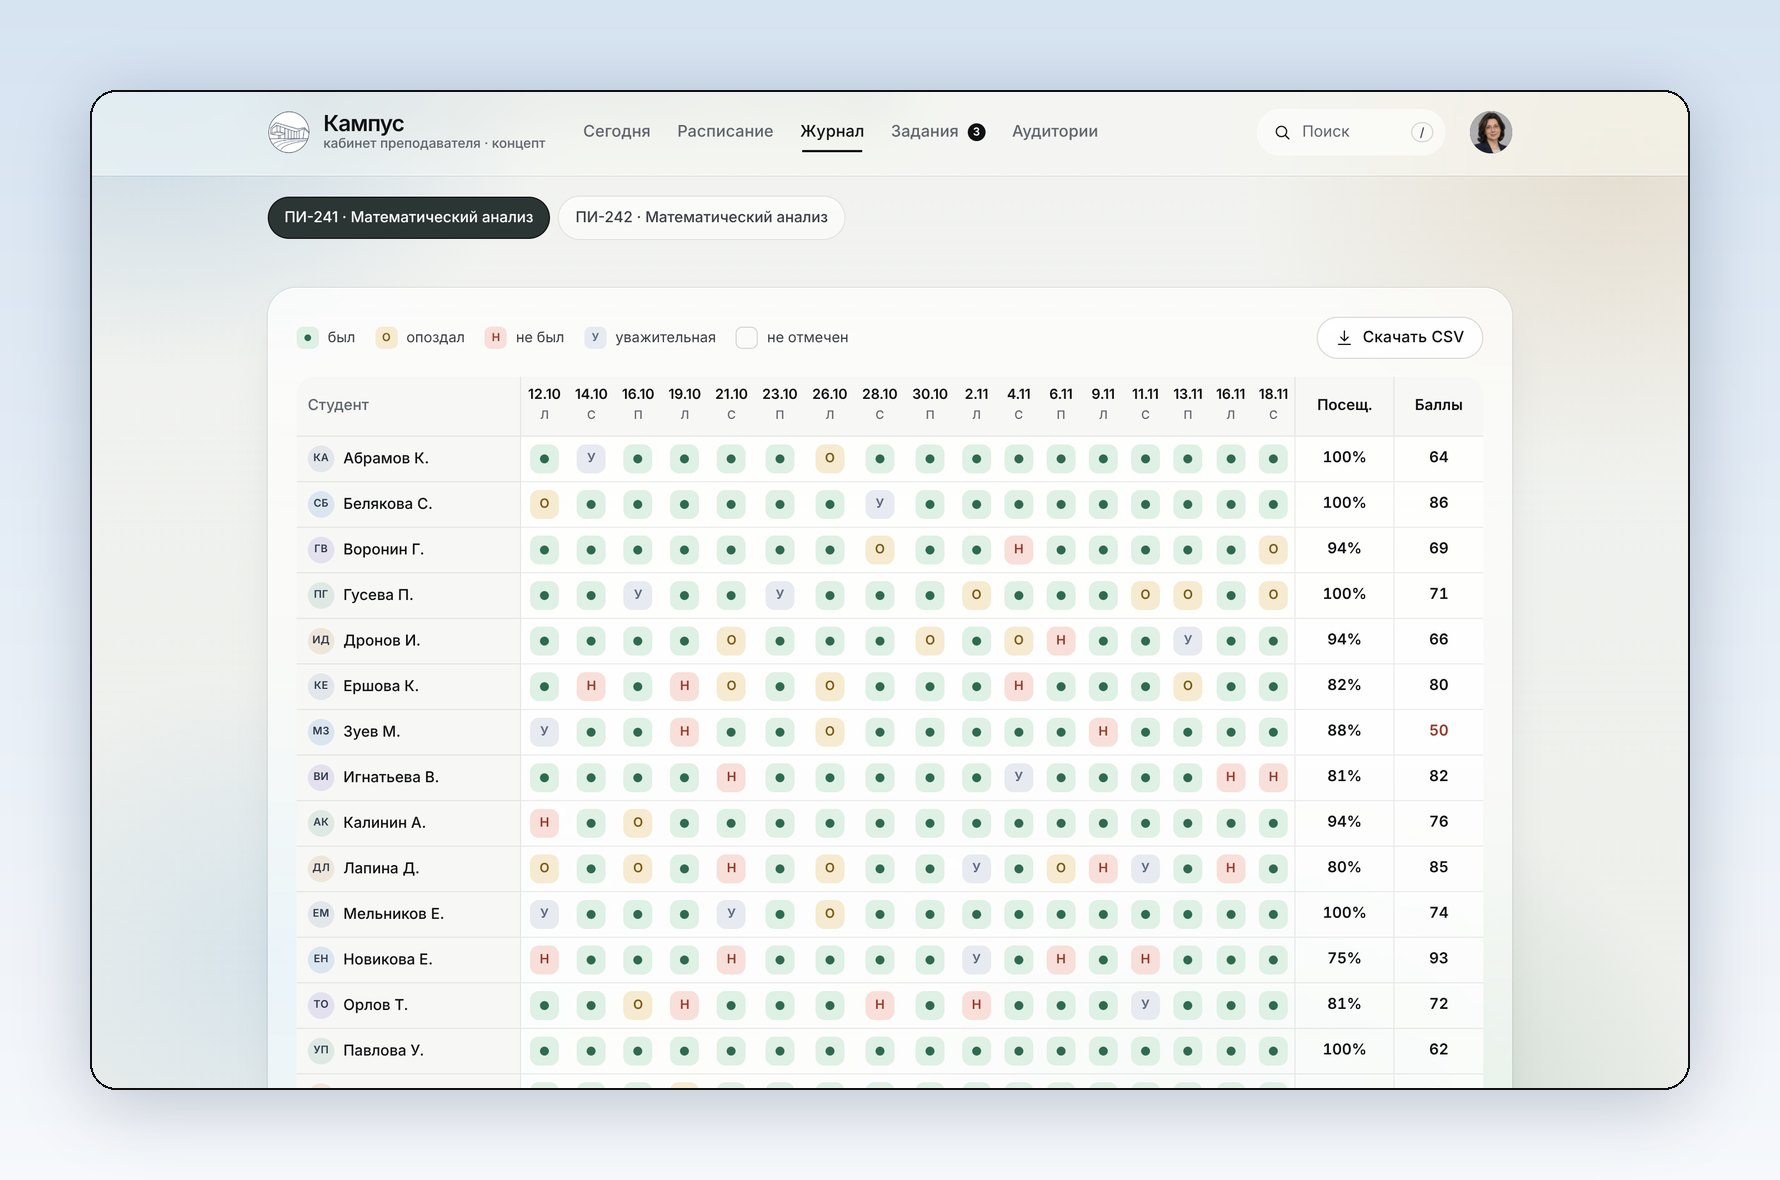 Кампус
кабинет преподавателя · концепт
Сегодня Расписание Журнал Задания 3 Аудитории
Поиск /
ПИ-241 · Математический анализ ПИ-242 · Математический анализ
был О опоздал Н не был У уважительная не отмечен
Скачать CSV
Студент 12.10 14.10 16.10 19.10 21.10 23.10 26.10 28.10 30.10 2.11 4.11 6.11 9.11 11.11 13.11 16.11 18.11 Посещ. Баллы
Л С П Л С П Л С П Л С П Л С П Л С
КА Абрамов К. У О 100% 64
СБ Белякова С. О У 100% 86
ГВ Воронин Г. О Н О 94% 69
ПГ Гусева П. У У О О О О 100% 71
ИД Дронов И. О О О Н У 94% 66
КЕ Ершова К. Н Н О О Н О 82% 80
МЗ Зуев М. У Н О Н 88% 50
ВИ Игнатьева В. Н У Н Н 81% 82
АК Калинин А. Н О 94% 76
ДЛ Лапина Д. О О Н О У О Н У Н 80% 85
ЕМ Мельников Е. У У О 100% 74
ЕН Новикова Е. Н Н У Н Н 75% 93
ТО Орлов Т. О Н Н Н У 81% 72
УП Павлова У. 100% 62